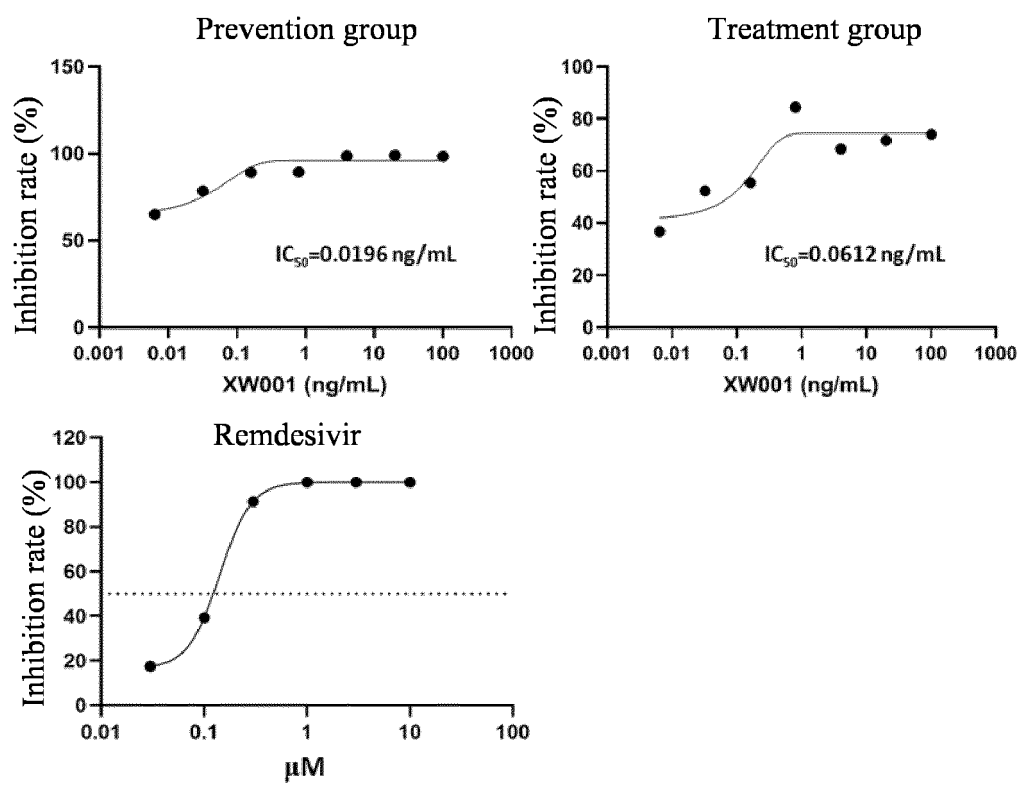 Prevention group
150
100
50
0
Inhibition rate (%)
IC50=0.0196 ng/mL
0.001 0.01 0.1 1 10 100 1000
XW001 (ng/mL)
Treatment group
100
80
60
40
20
0
Inhibition rate (%)
IC50=0.0612 ng/mL
0.001 0.01 0.1 1 10 100 1000
XW001 (ng/mL)
Remdesivir
120
100
80
60
40
20
0
Inhibition rate (%)
0.01 0.1 1 10 100
μM